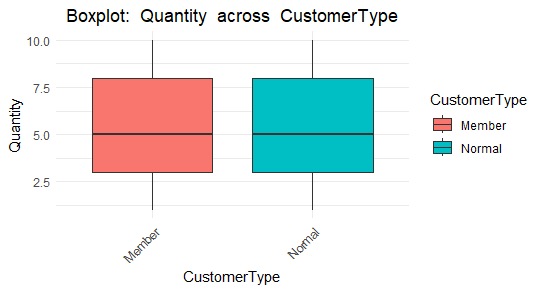 Boxplot: Quantity across CustomerType
10.0
7.5
5.0
2.5
Quantity
Member
Normal
CustomerType
CustomerType
Member
Normal